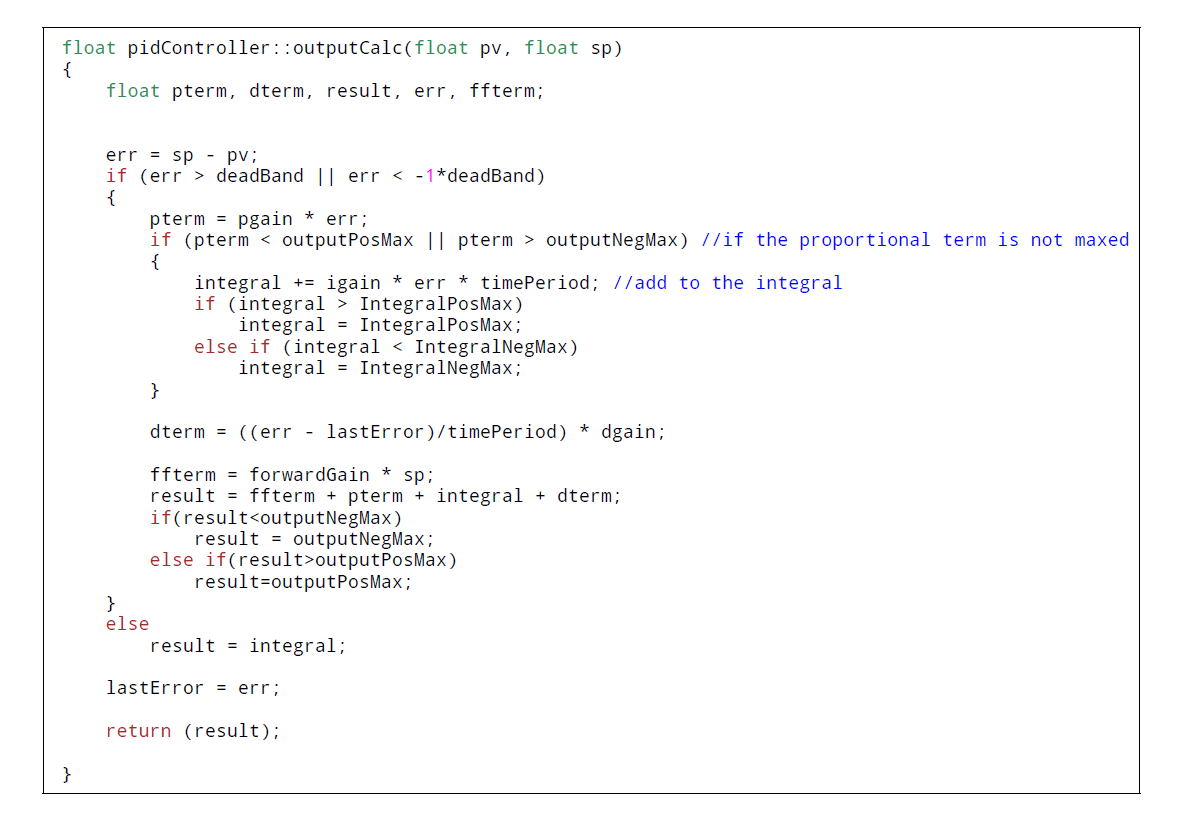 float pidController::outputCalc(float pv, float sp)
{
    float pterm, dterm, result, err, ffterm;

    err = sp - pv;
    if (err > deadBand || err < -1*deadBand)
    {
        pterm = pgain * err;
        if (pterm < outputPosMax || pterm > outputNegMax) //if the proportional term is not maxed
        {
            integral += igain * err * timePeriod; //add to the integral
            if (integral > IntegralPosMax)
                integral = IntegralPosMax;
            else if (integral < IntegralNegMax)
                integral = IntegralNegMax;
        }

        dterm = ((err - lastError)/timePeriod) * dgain;

        ffterm = forwardGain * sp;
        result = ffterm + pterm + integral + dterm;
        if(result<outputNegMax)
            result = outputNegMax;
        else if(result>outputPosMax)
            result=outputPosMax;
    }
    else
        result = integral;

    lastError = err;

    return (result);

}